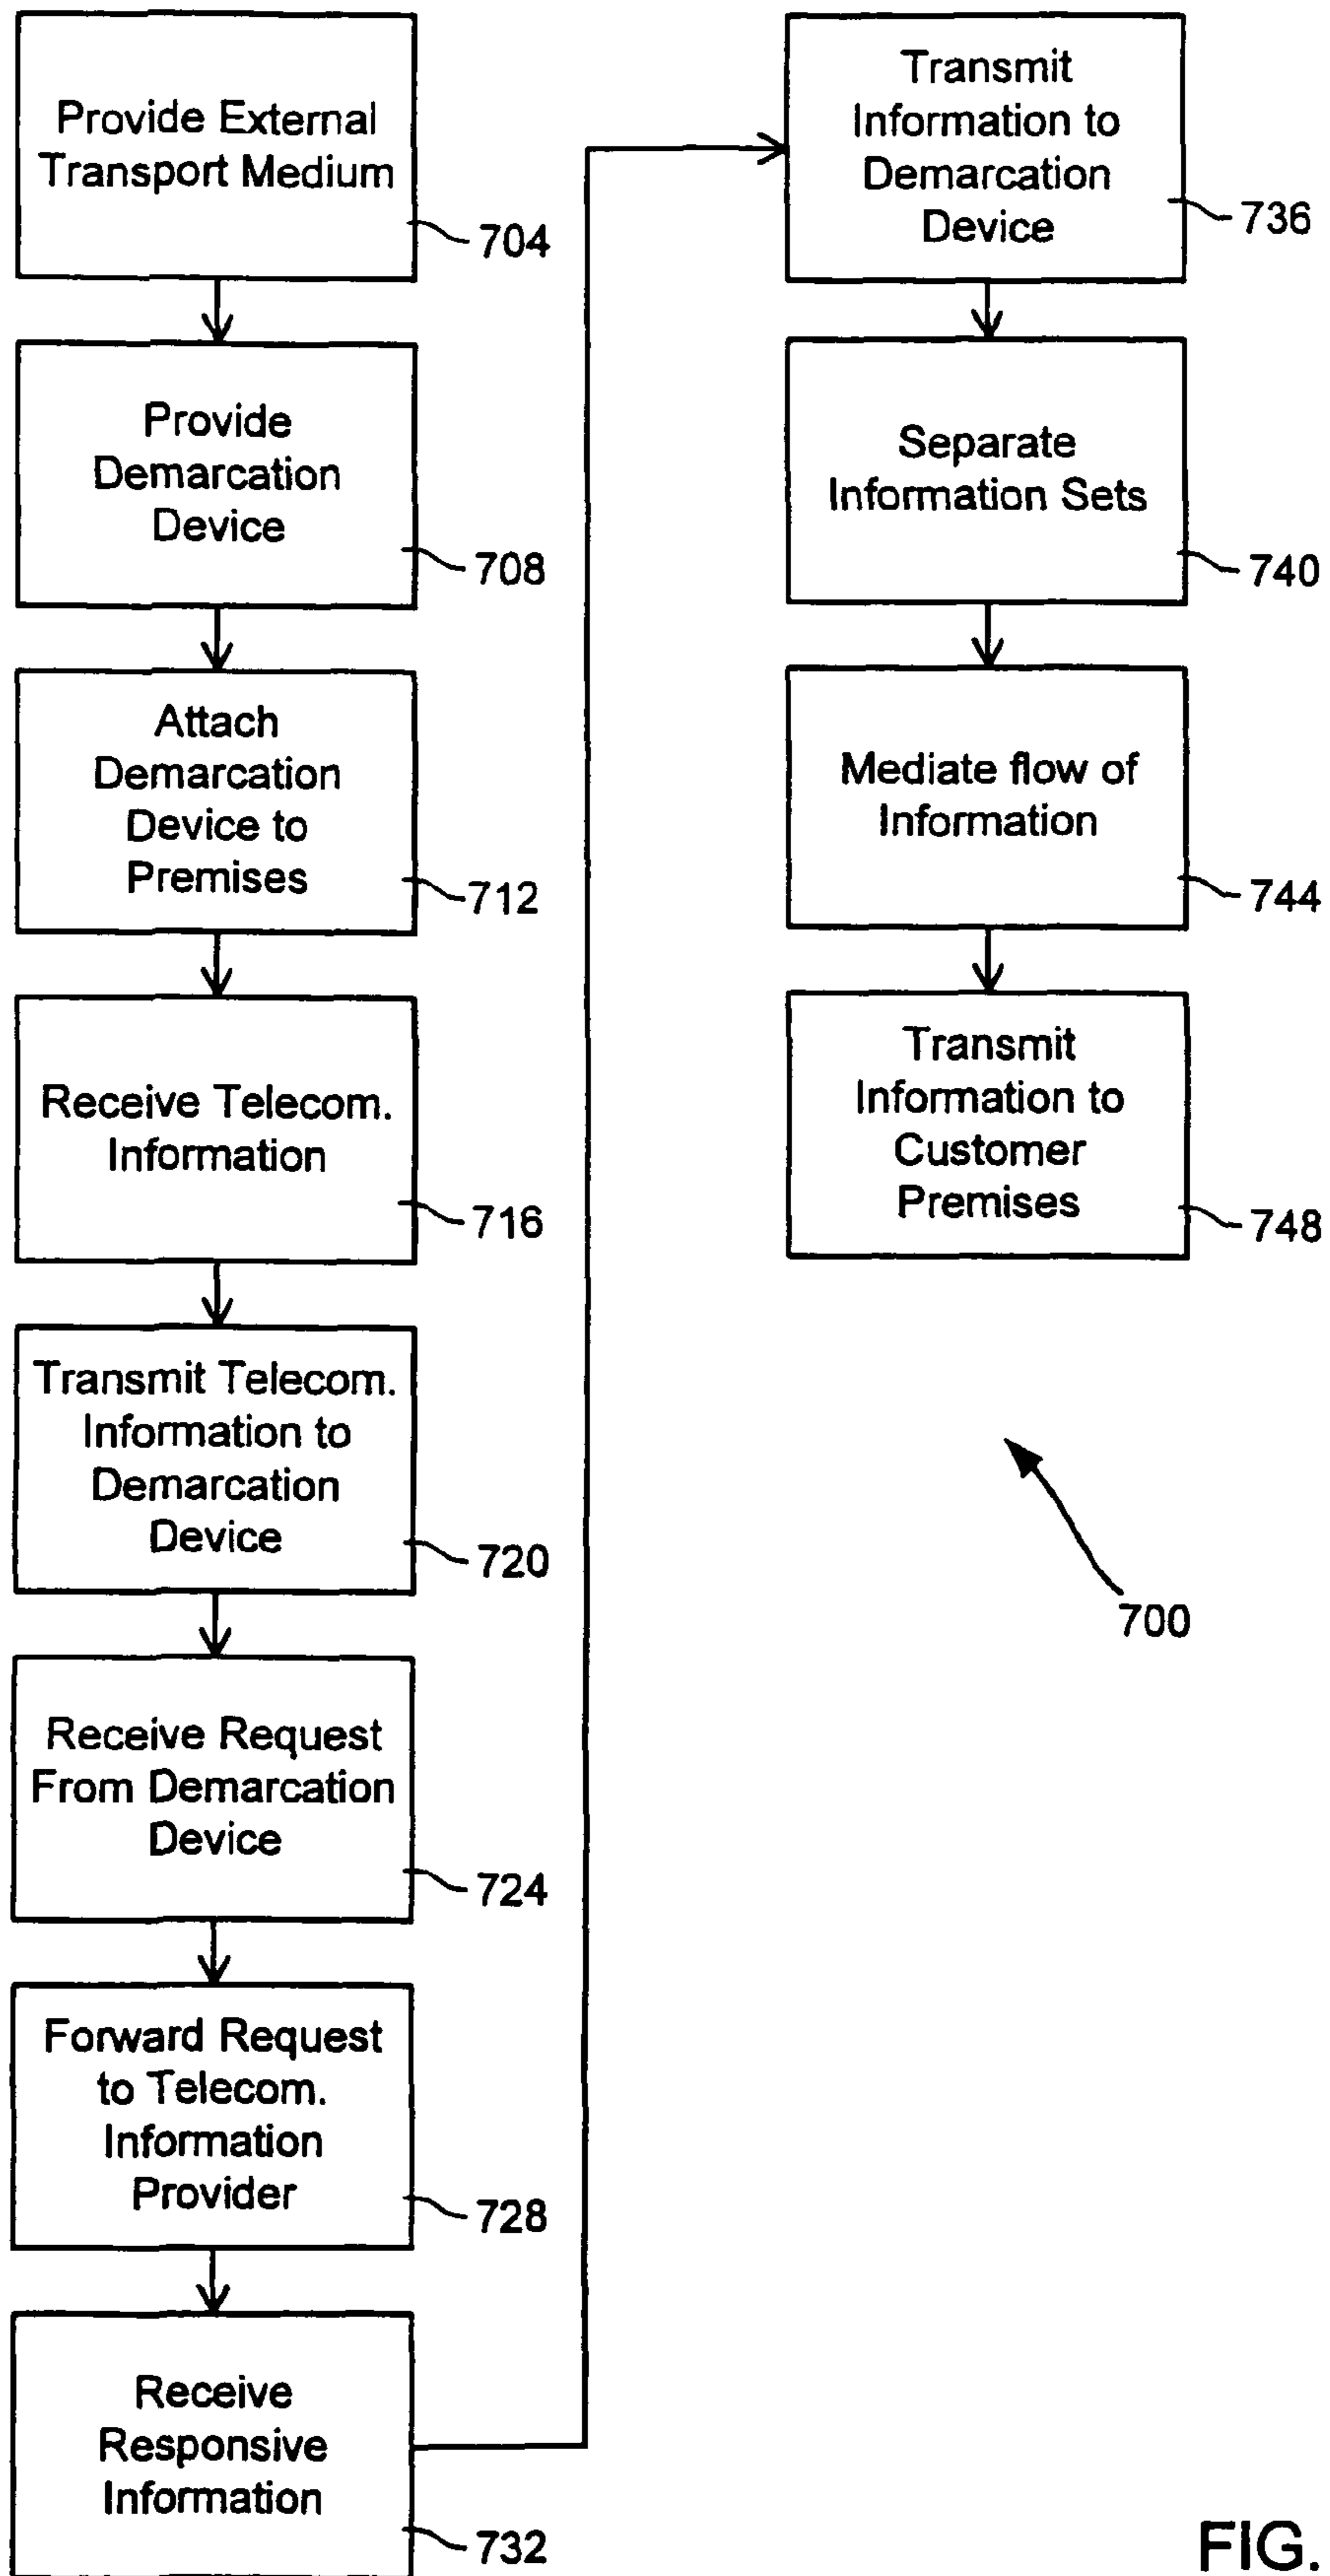 Provide External
Transport Medium
704
Provide
Demarcation
Device
708
Attach
Demarcation
Device to
Premises
712
Receive Telecom.
Information
716
Transmit Telecom.
Information to
Demarcation
Device
720
Receive Request
From Demarcation
Device
724
Forward Request
to Telecom.
Information
Provider
728
Receive
Responsive
Information
732
Transmit
Information to
Demarcation
Device
736
Separate
Information Sets
740
Mediate flow of
Information
744
Transmit
Information to
Customer
Premises
748
700
FIG.